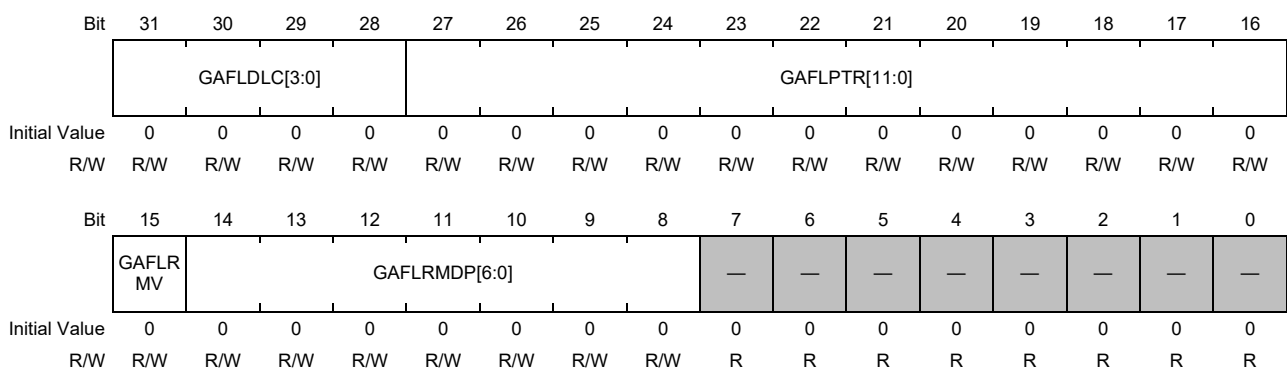 Bit 31 30 29 28 27 26 25 24 23 22 21 20 19 18 17 16
GAFLDLC[3:0] GAFLPTR[11:0]
Initial Value 0 0 0 0 0 0 0 0 0 0 0 0 0 0 0 0
R/W R/W R/W R/W R/W R/W R/W R/W R/W R/W R/W R/W R/W R/W R/W R/W R/W
Bit 15 14 13 12 11 10 9 8 7 6 5 4 3 2 1 0
GAFLR
MV GAFLRMDP[6:0] — — — — — — — —
Initial Value 0 0 0 0 0 0 0 0 0 0 0 0 0 0 0 0
R/W R/W R/W R/W R/W R/W R/W R/W R/W R R R R R R R R